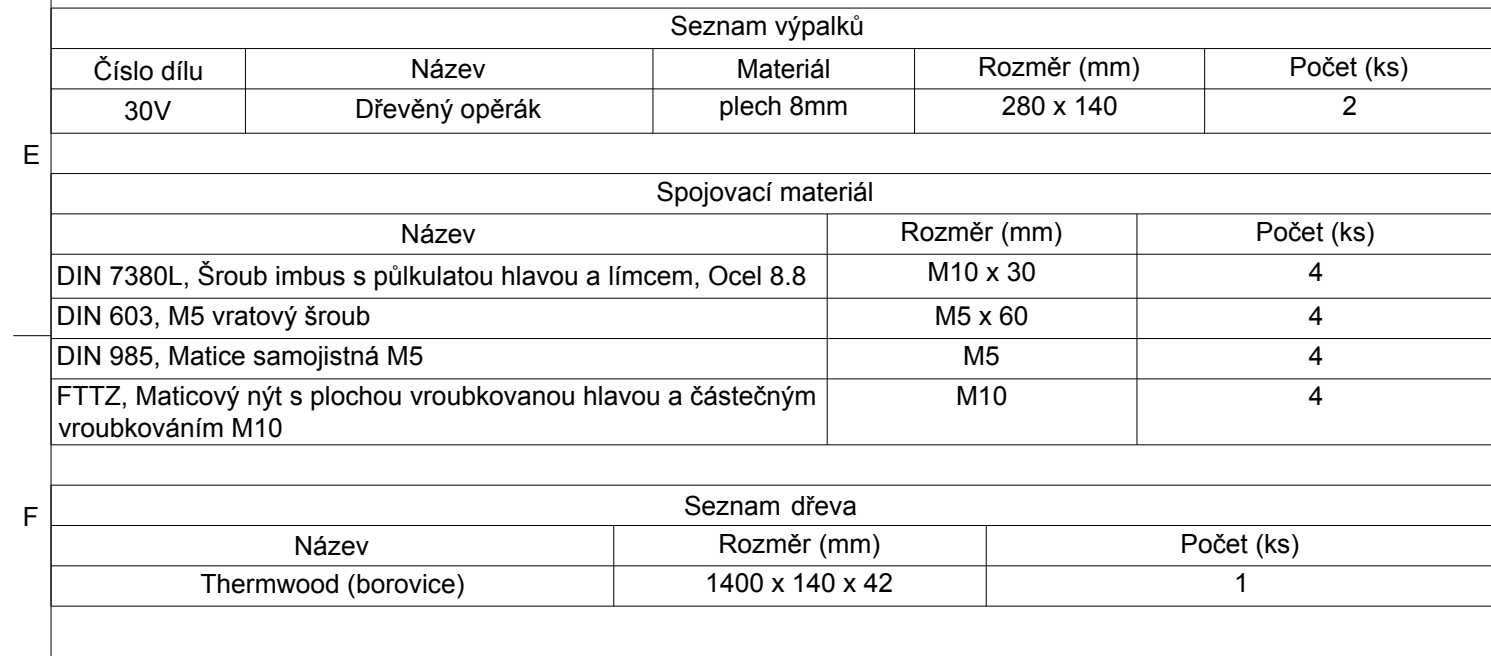 Seznam výpalků
Číslo dílu Název Materiál Rozměr (mm) Počet (ks)
30V Dřevěný opěrák plech 8mm 280 x 140 2
E
Spojovací materiál
Název Rozměr (mm) Počet (ks)
DIN 7380L, Šroub imbus s půlkulatou hlavou a límcem, Ocel 8.8 M10 x 30 4
DIN 603, M5 vratový šroub M5 x 60 4
DIN 985, Matice samojistná M5 M5 4
FTTZ, Maticový nýt s plochou vroubkovanou hlavou a částečným M10 4
vroubkováním M10
F
Seznam dřeva
Název Rozměr (mm) Počet (ks)
Thermwood (borovice) 1400 x 140 x 42 1